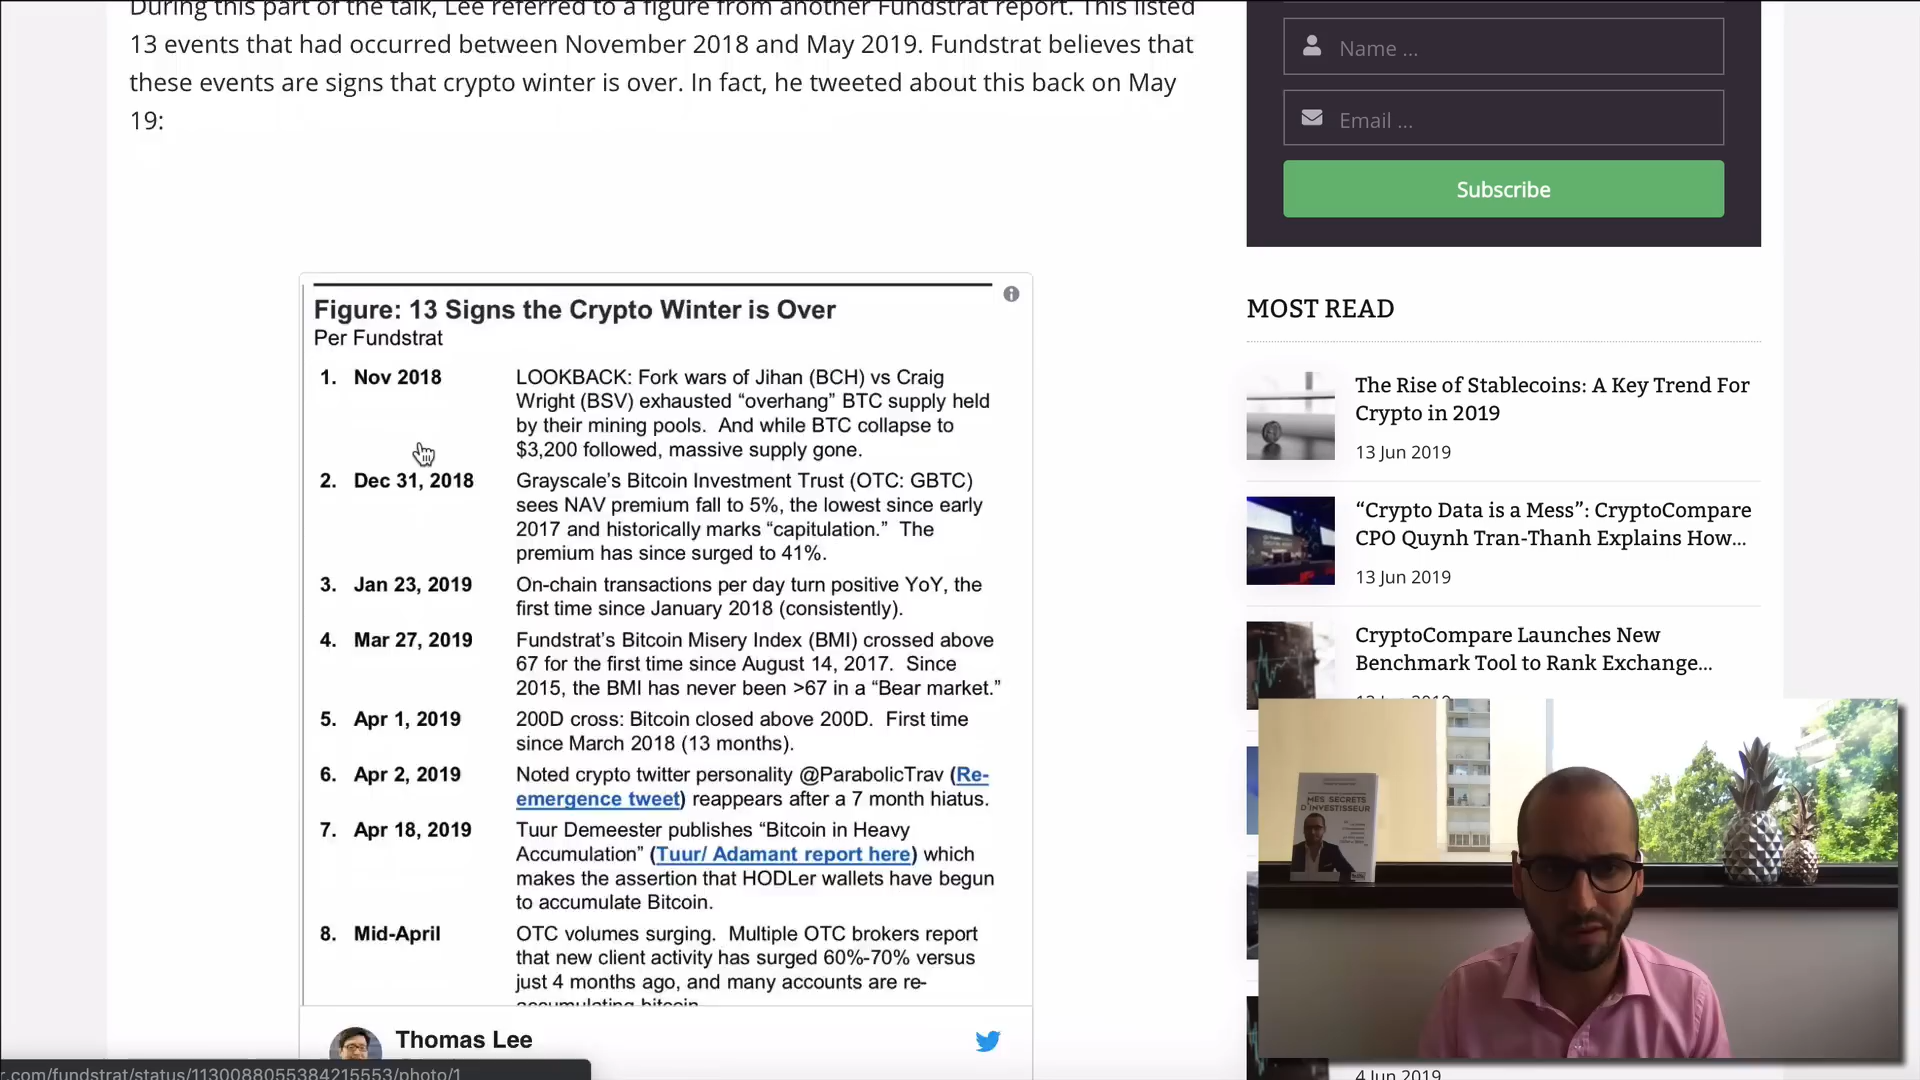 During this part of the talk, Lee referred to a figure from another Fundstrat report. This listed
13 events that had occurred between November 2018 and May 2019. Fundstrat believes that
these events are signs that crypto winter is over. In fact, he tweeted about this back on May
19:
Figure: 13 Signs the Crypto Winter is Over
Per Fundstrat
1. Nov 2018 LOOKBACK: Fork wars of Jihan (BCH) vs Craig
Wright (BSV) exhausted “overhang” BTC supply held
by their mining pools. And while BTC collapse to
$3,200 followed, massive supply gone.
2. Dec 31, 2018 Grayscale’s Bitcoin Investment Trust (OTC: GBTC)
sees NAV premium fall to 5%, the lowest since early
2017 and historically marks “capitulation.” The
premium has since surged to 41%.
3. Jan 23, 2019 On-chain transactions per day turn positive YoY, the
first time since January 2018 (consistently).
4. Mar 27, 2019 Fundstrat’s Bitcoin Misery Index (BMI) crossed above
67 for the first time since August 14, 2017. Since
2015, the BMI has never been >67 in a “Bear market.”
5. Apr 1, 2019 200D cross: Bitcoin closed above 200D. First time
since March 2018 (13 months).
6. Apr 2, 2019 Noted crypto twitter personality @ParabolicTrav (Re-
emergence tweet) reappears after a 7 month hiatus.
7. Apr 18, 2019 Tuur Demeester publishes “Bitcoin in Heavy
Accumulation” (Tuur/ Adamant report here) which
makes the assertion that HODLer wallets have begun
to accumulate Bitcoin.
8. Mid-April OTC volumes surging. Multiple OTC brokers report
that new client activity has surged 60%-70% versus
just 4 months ago, and many accounts are re-
accumulating bitcoin.
Thomas Lee
r.com/fundstrat/status/1130088055384215553/photo/1
Name ...
Email ...
Subscribe
MOST READ
The Rise of Stablecoins: A Key Trend For
Crypto in 2019
13 Jun 2019
“Crypto Data is a Mess”: CryptoCompare
CPO Quynh Tran-Thanh Explains How...
13 Jun 2019
CryptoCompare Launches New
Benchmark Tool to Rank Exchange...
MES SECRETS
D'INVESTISSEUR
4 Jun 2019